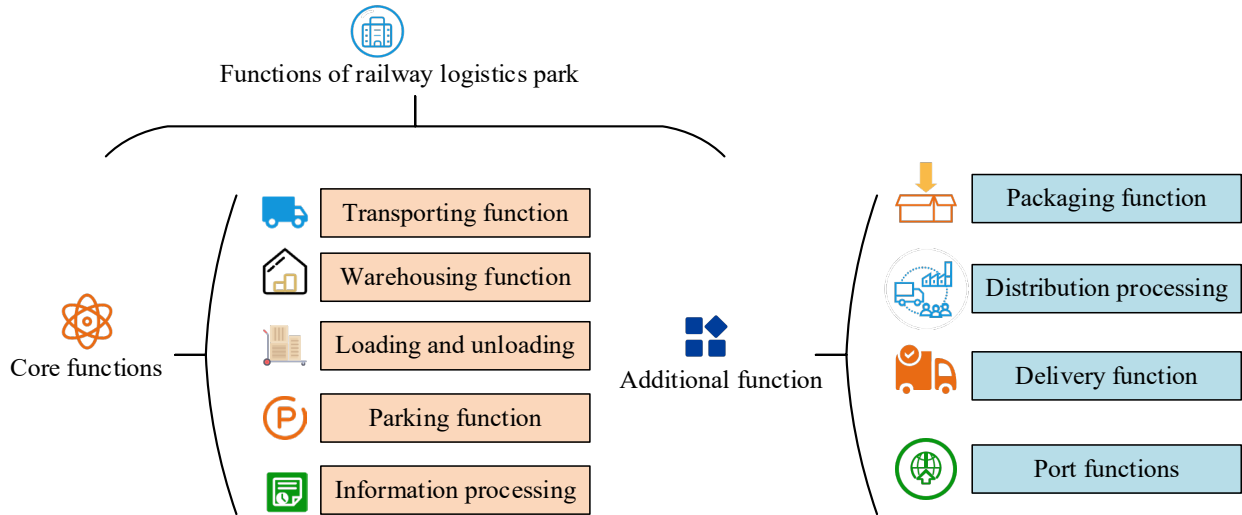 Functions of railway logistics park
Core functions
Transporting function
Warehousing function
Loading and unloading
P
Parking function
Information processing
Additional function
Packaging function
Distribution processing
Delivery function
Port functions